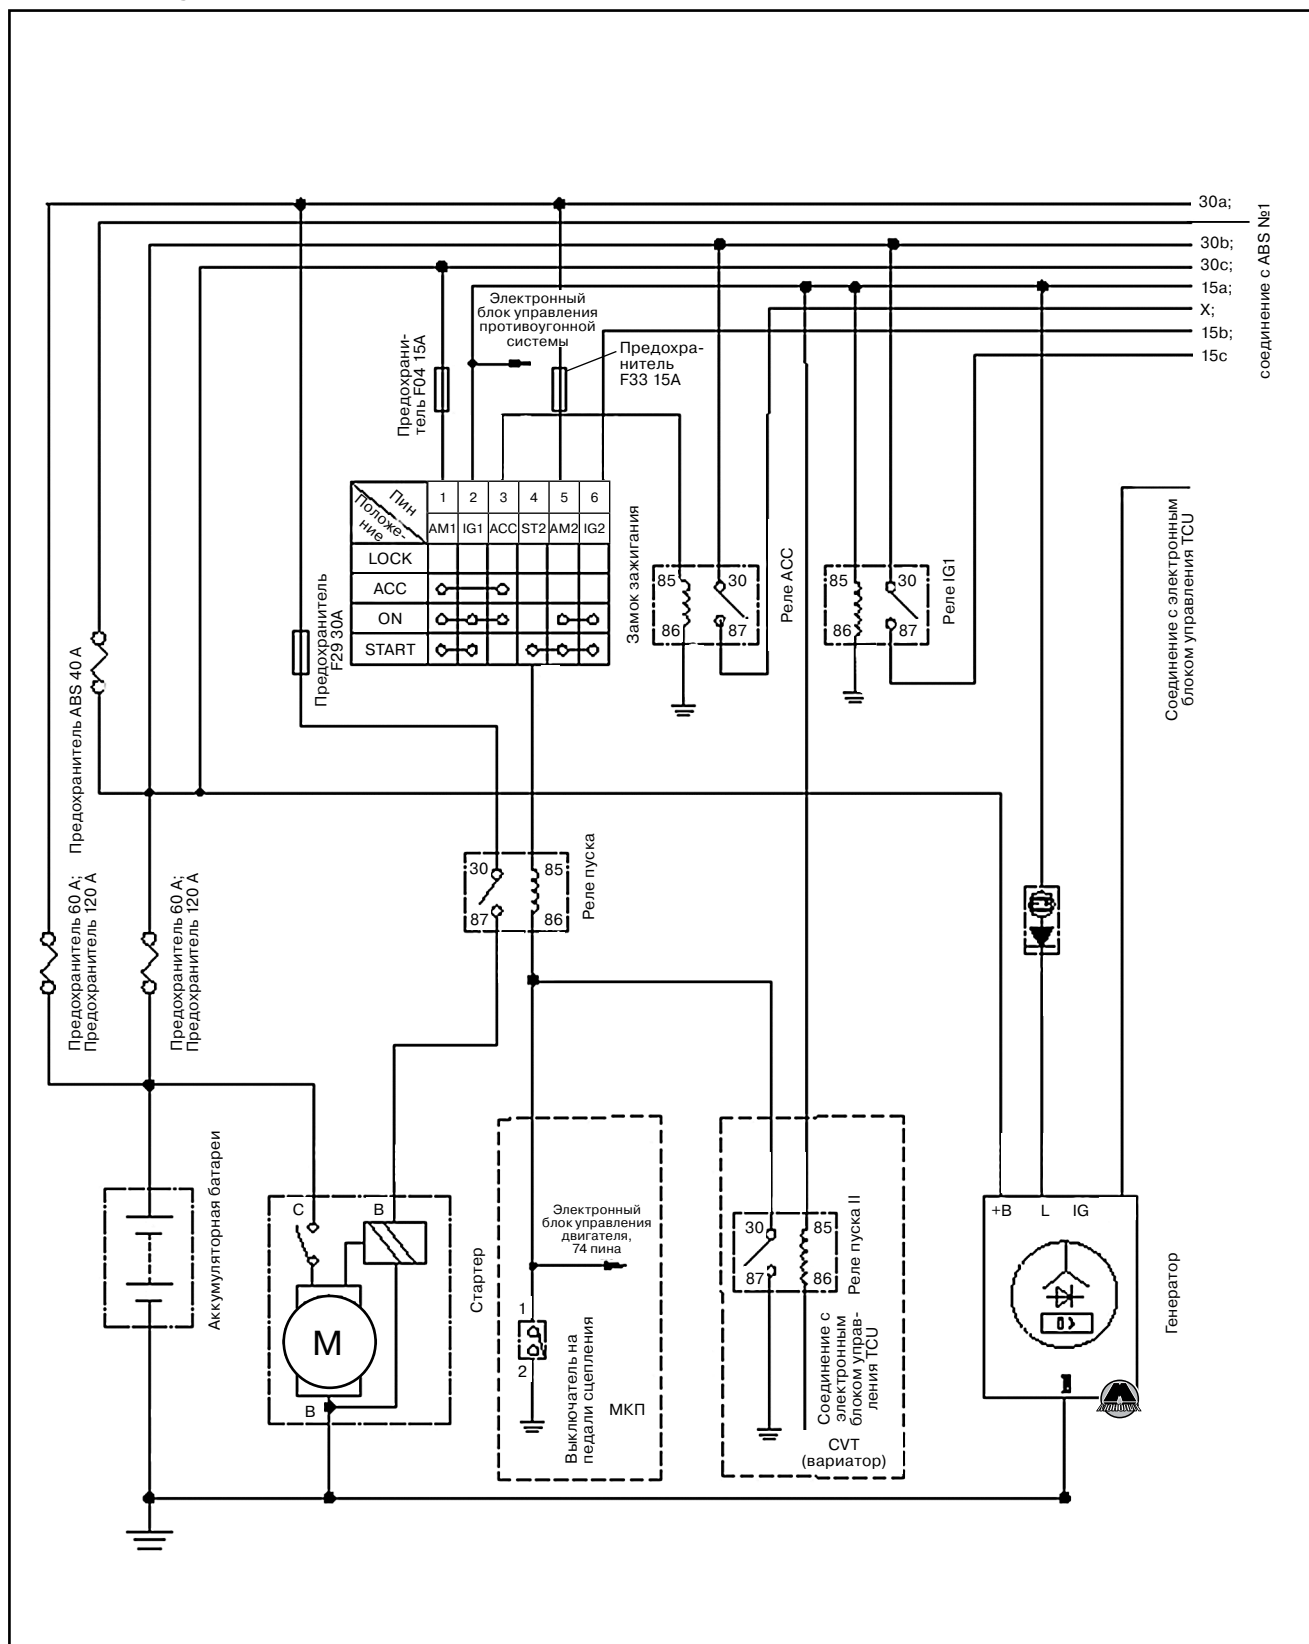 30a;
30b;
30c;
15a;
X;
15b;
15c
соединение с ABS №1
Электронный
блок управления
противоугонной
системы
Предохра-
нитель
F33 15A
Предохрани-
тель F04 15A
Пин
Положе-
ние
1 2 3 4 5 6
AM1 IG1 ACC ST2 AM2 IG2
LOCK
ACC
ON
START
Замок зажигания
85 30
86 87
Реле ACC
85 30
86 87
Реле IG1
Соединение с электронным
блоком управления TCU
Предохранитель
F29 30A
Предохранитель ABS 40 A
Предохранитель 60 A;
Предохранитель 120 A
Предохранитель 60 A;
Предохранитель 120 A
30 85
87 86
Реле пуска
Аккумуляторная батареи
C B
M
B
Стартер
Электронный
блок управления
двигателя,
74 пина
1
2
Выключатель на
педали сцепления
МКП
30 85
87 86
Реле пуска II
Соединение с
электронным
блоком управ-
ления TCU
CVT
(вариатор)
+B L IG
Генератор